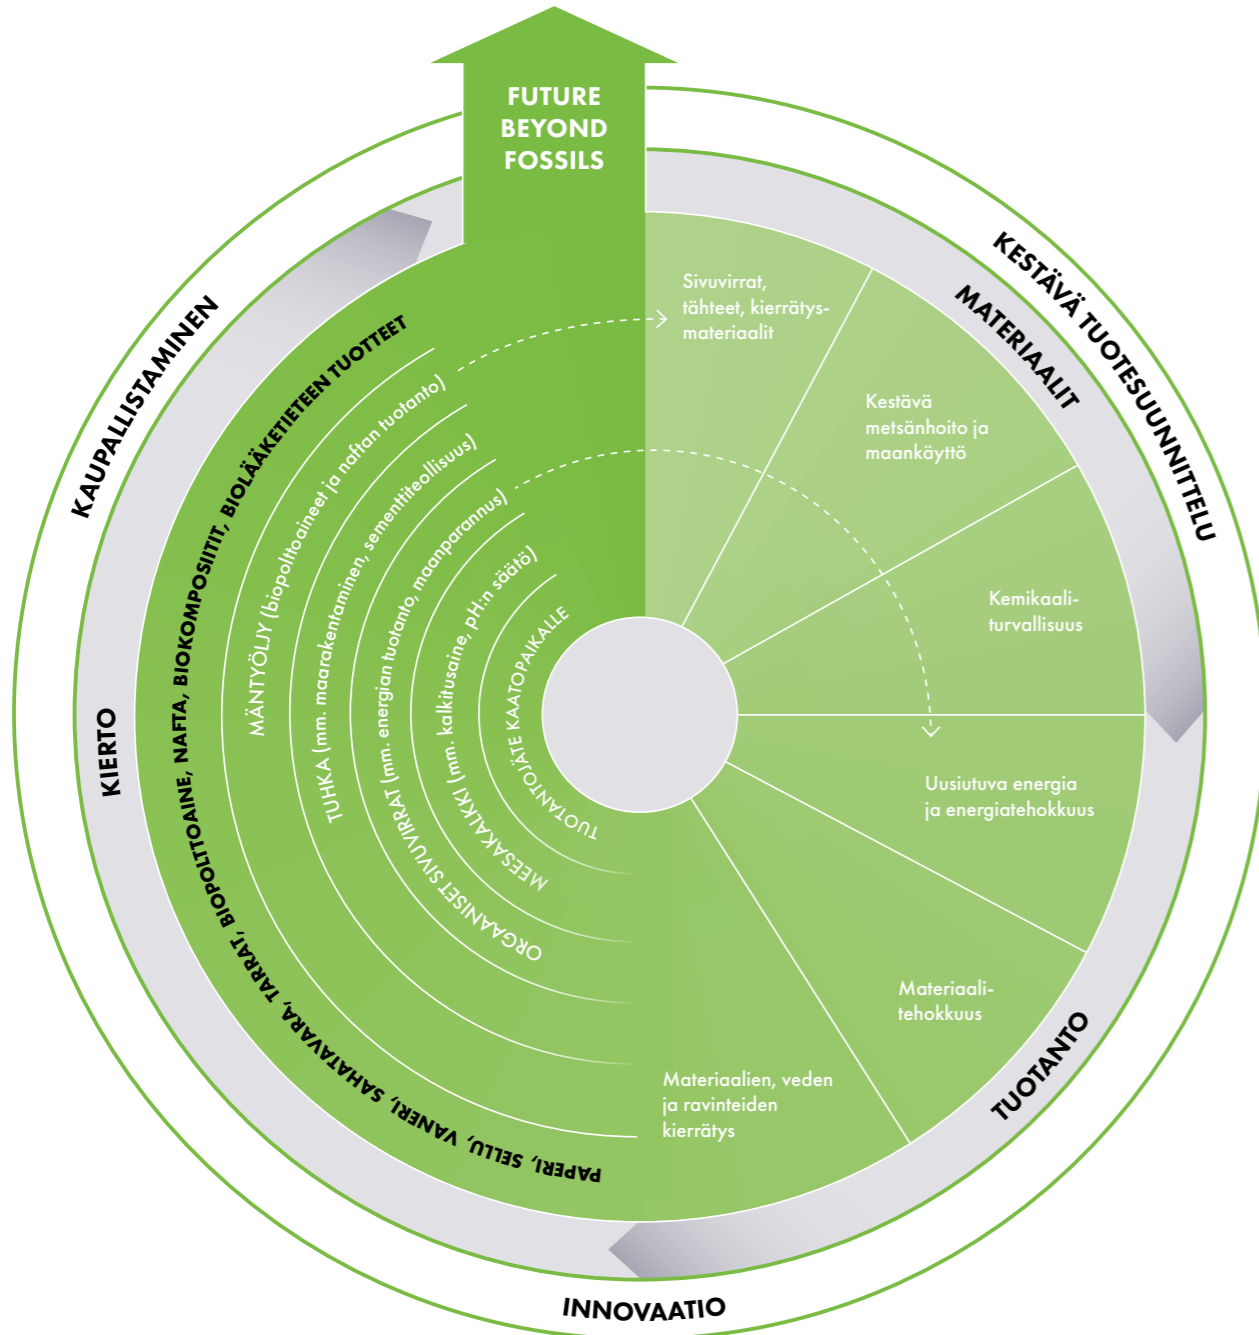 FUTURE
BEYOND
FOSSILS
KESTÄVÄ TUOTESUUNNITTELU
MATERIAALIT
Sivuvirrat,
tähteet, kierrätys-
materiaalit
Kestävä
metsänhoito ja
maankäyttö
Kemikaali-
turvallisuus
Uusiutuva energia
ja energiatehokkuus
Materiaali-
tehokkuus
TUOTANTO
Materiaalien, veden
ja ravinteiden
kierrätys
INNOVAATIO
KAUPALLISTAMINEN
KIERTO
PAPERI, SELLU, VANERI, SAHATAVARA, TARRAT, BIOPOLTTOAINE, NAFTA, BIOKOMPOSIITIT, BIOLÄÄKETIETEEN TUOTTEET
MÄNTYÖLJY (biopolttoaineet ja naftan tuotanto)
TUHKA (mm. maarakentaminen, sementtiteollisuus)
ORGAANISET SIVUVIRRAT (mm. energian tuotanto, maanparannus)
MEESAKALKKI (mm. kalkitusaine, pH:n säätö)
TUOTANTOJÄTE KAATOPAIKALLE